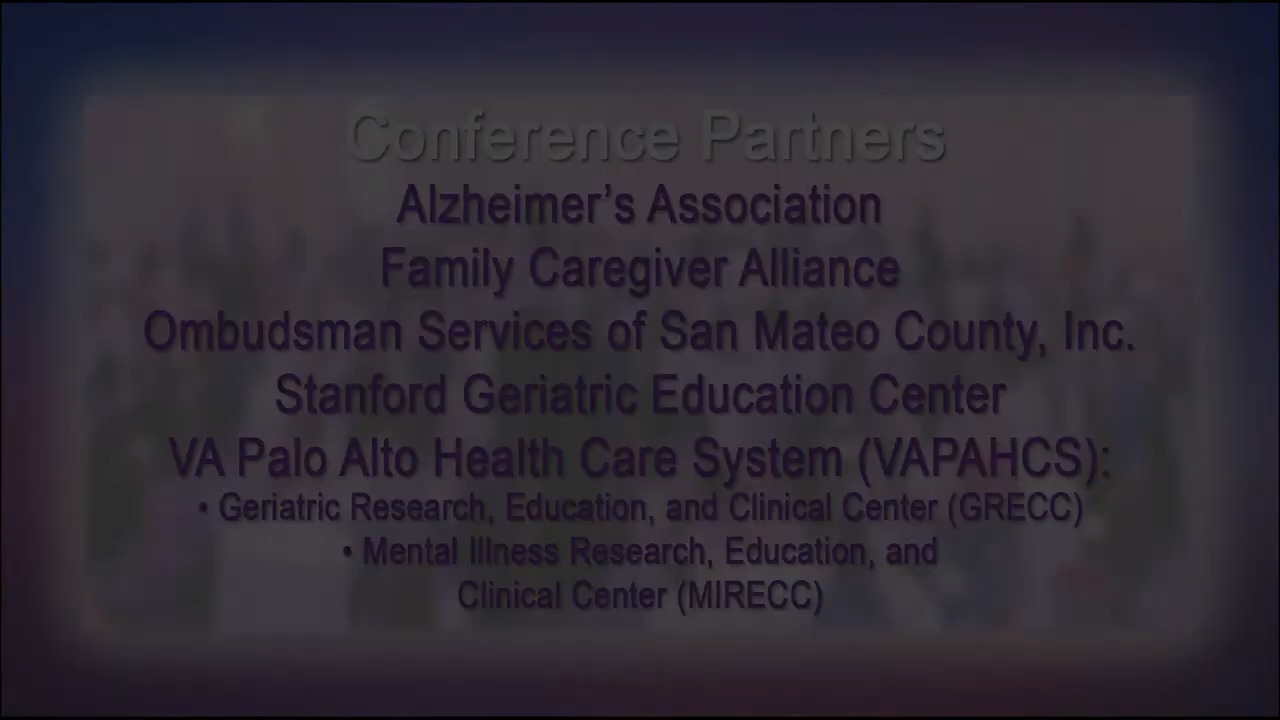 Conference Partners
Alzheimer’s Association
Family Caregiver Alliance
Ombudsman Services of San Mateo County, Inc.
Stanford Geriatric Education Center
VA Palo Alto Health Care System (VAPAHCS):
• Geriatric Research, Education, and Clinical Center (GRECC)
• Mental Illness Research, Education, and
Clinical Center (MIRECC)